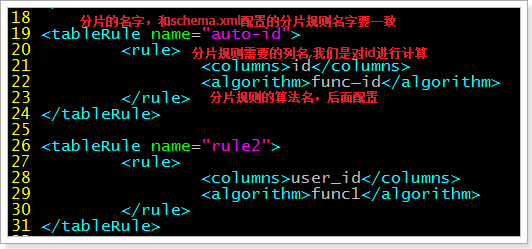 18 分片的名字，和schema.xml配置的分片规则名字要一致
19 <tableRule name="auto-id">
20 <rule> 分片规则需要的列名,我们是对id进行计算
21 <columns>id</columns>
22 <algorithm>func-id</algorithm>
23 </rule> 分片规则的算法名，后面配置
24 </tableRule>
25
26 <tableRule name="rule2">
27 <rule>
28 <columns>user_id</columns>
29 <algorithm>func1</algorithm>
30 </rule>
31 </tableRule>